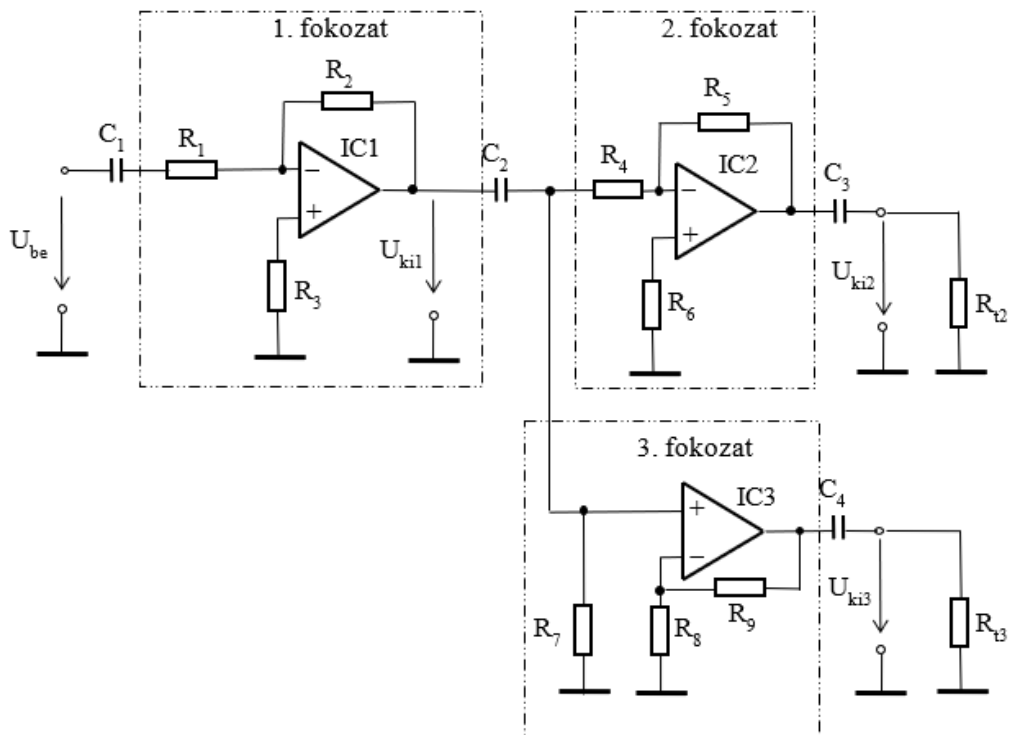 1. fokozat
2. fokozat
R2
R5
C1
R1
IC1
C2
R4
IC2
C3
−
+
−
+
Ube
R3
Uki1
R6
Uki2
Rt2
3. fokozat
IC3
C4
+
−
R9
Uki3
R7
R8
Rt3